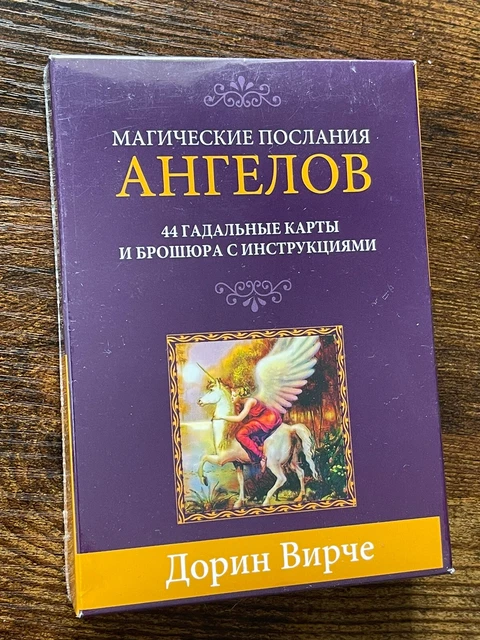 МАГИЧЕСКИЕ ПОСЛАНИЯ
АНГЕЛОВ
44 ГАДАЛЬНЫЕ КАРТЫ
И БРОШЮРА С ИНСТРУКЦИЯМИ
Дорин Вирче